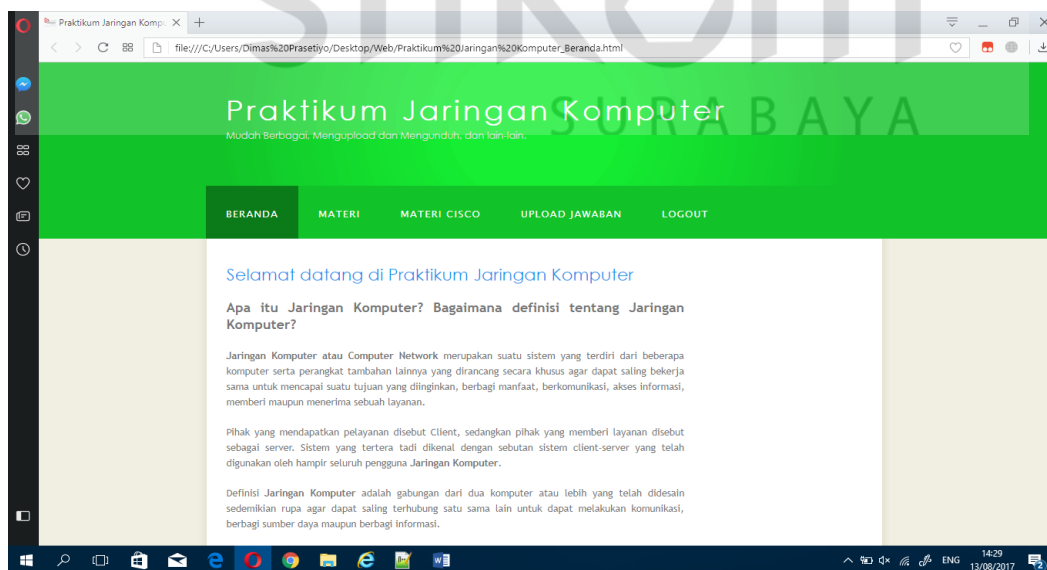 Praktikum Jaringan Komp
file:///C:/Users/Dimas%20Prasetiyo/Desktop/Web/Praktikum%20Jaringan%20Komputer_Beranda.html
SURABAYA
Praktikum Jaringan Komputer
Mudah Berbagai, Mengupload dan Mengunduh, dan lain-lain.
BERANDA MATERI MATERI CISCO UPLOAD JAWABAN LOGOUT
Selamat datang di Praktikum Jaringan Komputer
Apa itu Jaringan Komputer? Bagaimana definisi tentang Jaringan
Komputer?
Jaringan Komputer atau Computer Network merupakan suatu sistem yang terdiri dari beberapa
komputer serta perangkat tambahan lainnya yang dirancang secara khusus agar dapat saling bekerja
sama untuk mencapai suatu tujuan yang diinginkan, berbagi manfaat, berkomunikasi, akses informasi,
memberi maupun menerima sebuah layanan.
Pihak yang mendapatkan pelayanan disebut Client, sedangkan pihak yang memberi layanan disebut
sebagai server. Sistem yang tertera tadi dikenal dengan sebutan sistem client-server yang telah
digunakan oleh hampir seluruh pengguna Jaringan Komputer.
Definisi Jaringan Komputer adalah gabungan dari dua komputer atau lebih yang telah didesain
sedemikian rupa agar dapat saling terhubung satu sama lain untuk dapat melakukan komunikasi,
berbagi sumber daya maupun berbagi informasi.
ENG
14:29
13/08/2017